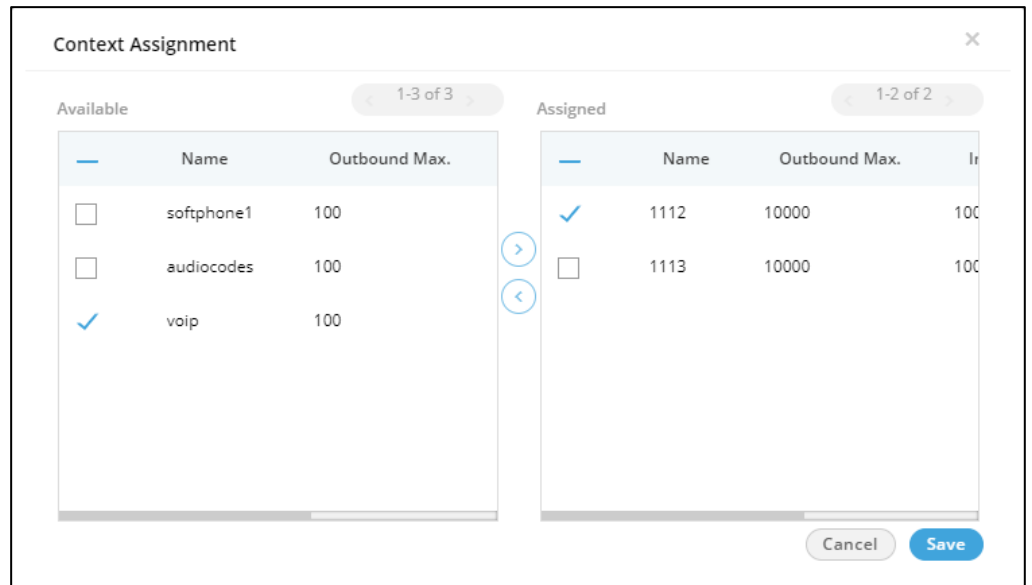 Context Assignment
Available
1-3 of 3
Name Outbound Max.
softphone1 100
audiocodes 100
voip 100
Assigned
1-2 of 2
Name Outbound Max.
1112 10000
1113 10000
Cancel Save